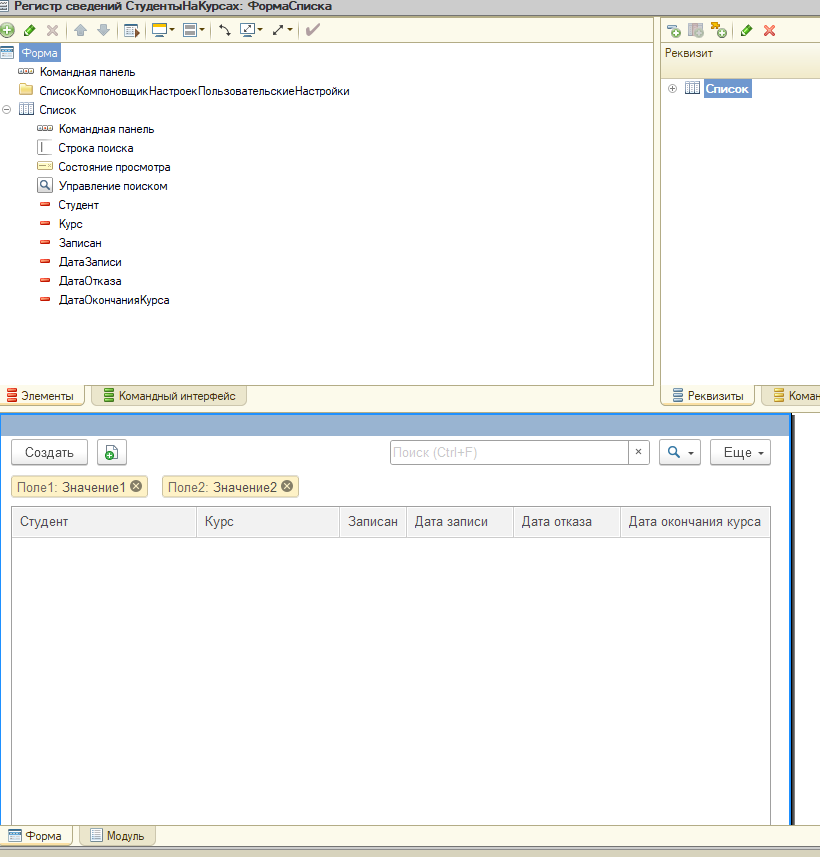 Регистр сведений СтудентыНаКурсах: ФормаСписка
Форма
Командная панель
СписокКомпоновщикНастроекПользовательскиеНастройки
Список
Командная панель
Строка поиска
Состояние просмотра
Управление поиском
Студент
Курс
Записан
ДатаЗаписи
ДатаОтказа
ДатаОкончанияКурса
Элементы
Командный интерфейс
Реквизит
Список
Реквизиты
Коман
Создать
Поиск (Ctrl+F)
×
Еще
Поле1: Значение1
Поле2: Значение2
Студент
Курс
Записан
Дата записи
Дата отказа
Дата окончания курса
Форма
Модуль